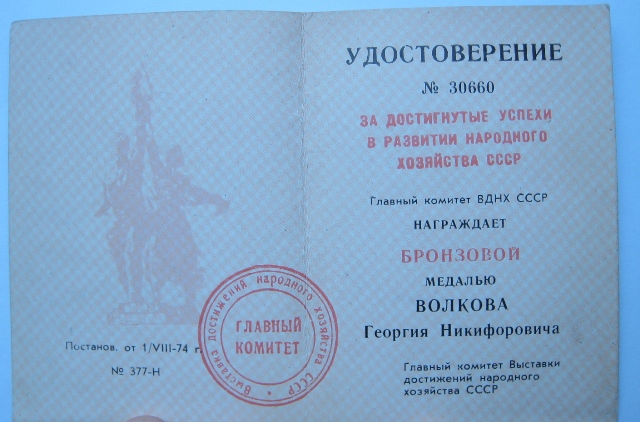 Постанов. от 1/VIII-74 г.
№ 377-Н
Выставка достижений народного хозяйства СССР
ГЛАВНЫЙ
КОМИТЕТ
УДОСТОВЕРЕНИЕ
№ 30660
ЗА ДОСТИГНУТЫЕ УСПЕХИ
В РАЗВИТИИ НАРОДНОГО
ХОЗЯЙСТВА СССР
Главный комитет ВДНХ СССР
НАГРАЖДАЕТ
БРОНЗОВОЙ
МЕДАЛЬЮ
ВОЛКОВА
Георгия Никифоровича
Главный комитет Выставки
достижений народного
хозяйства СССР